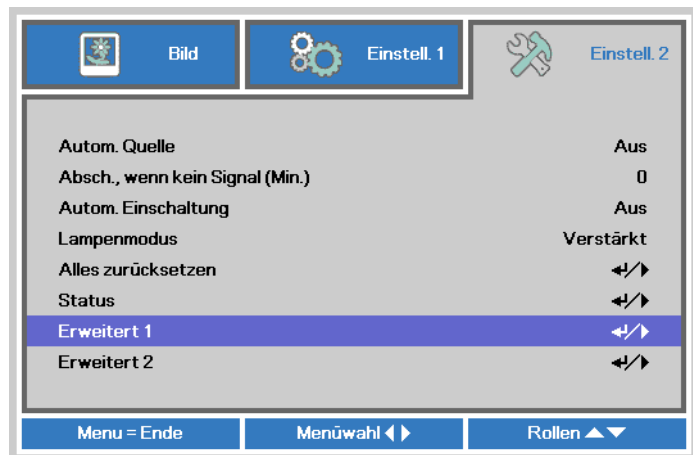 Bild
Einstell. 1
Einstell. 2
Autom. Quelle Aus
Absch., wenn kein Signal (Min.) 0
Autom. Einschaltung Aus
Lampenmodus Verstärkt
Alles zurücksetzen
Status
Erweitert 1
Erweitert 2
Menu = Ende
Menüwahl
Rollen